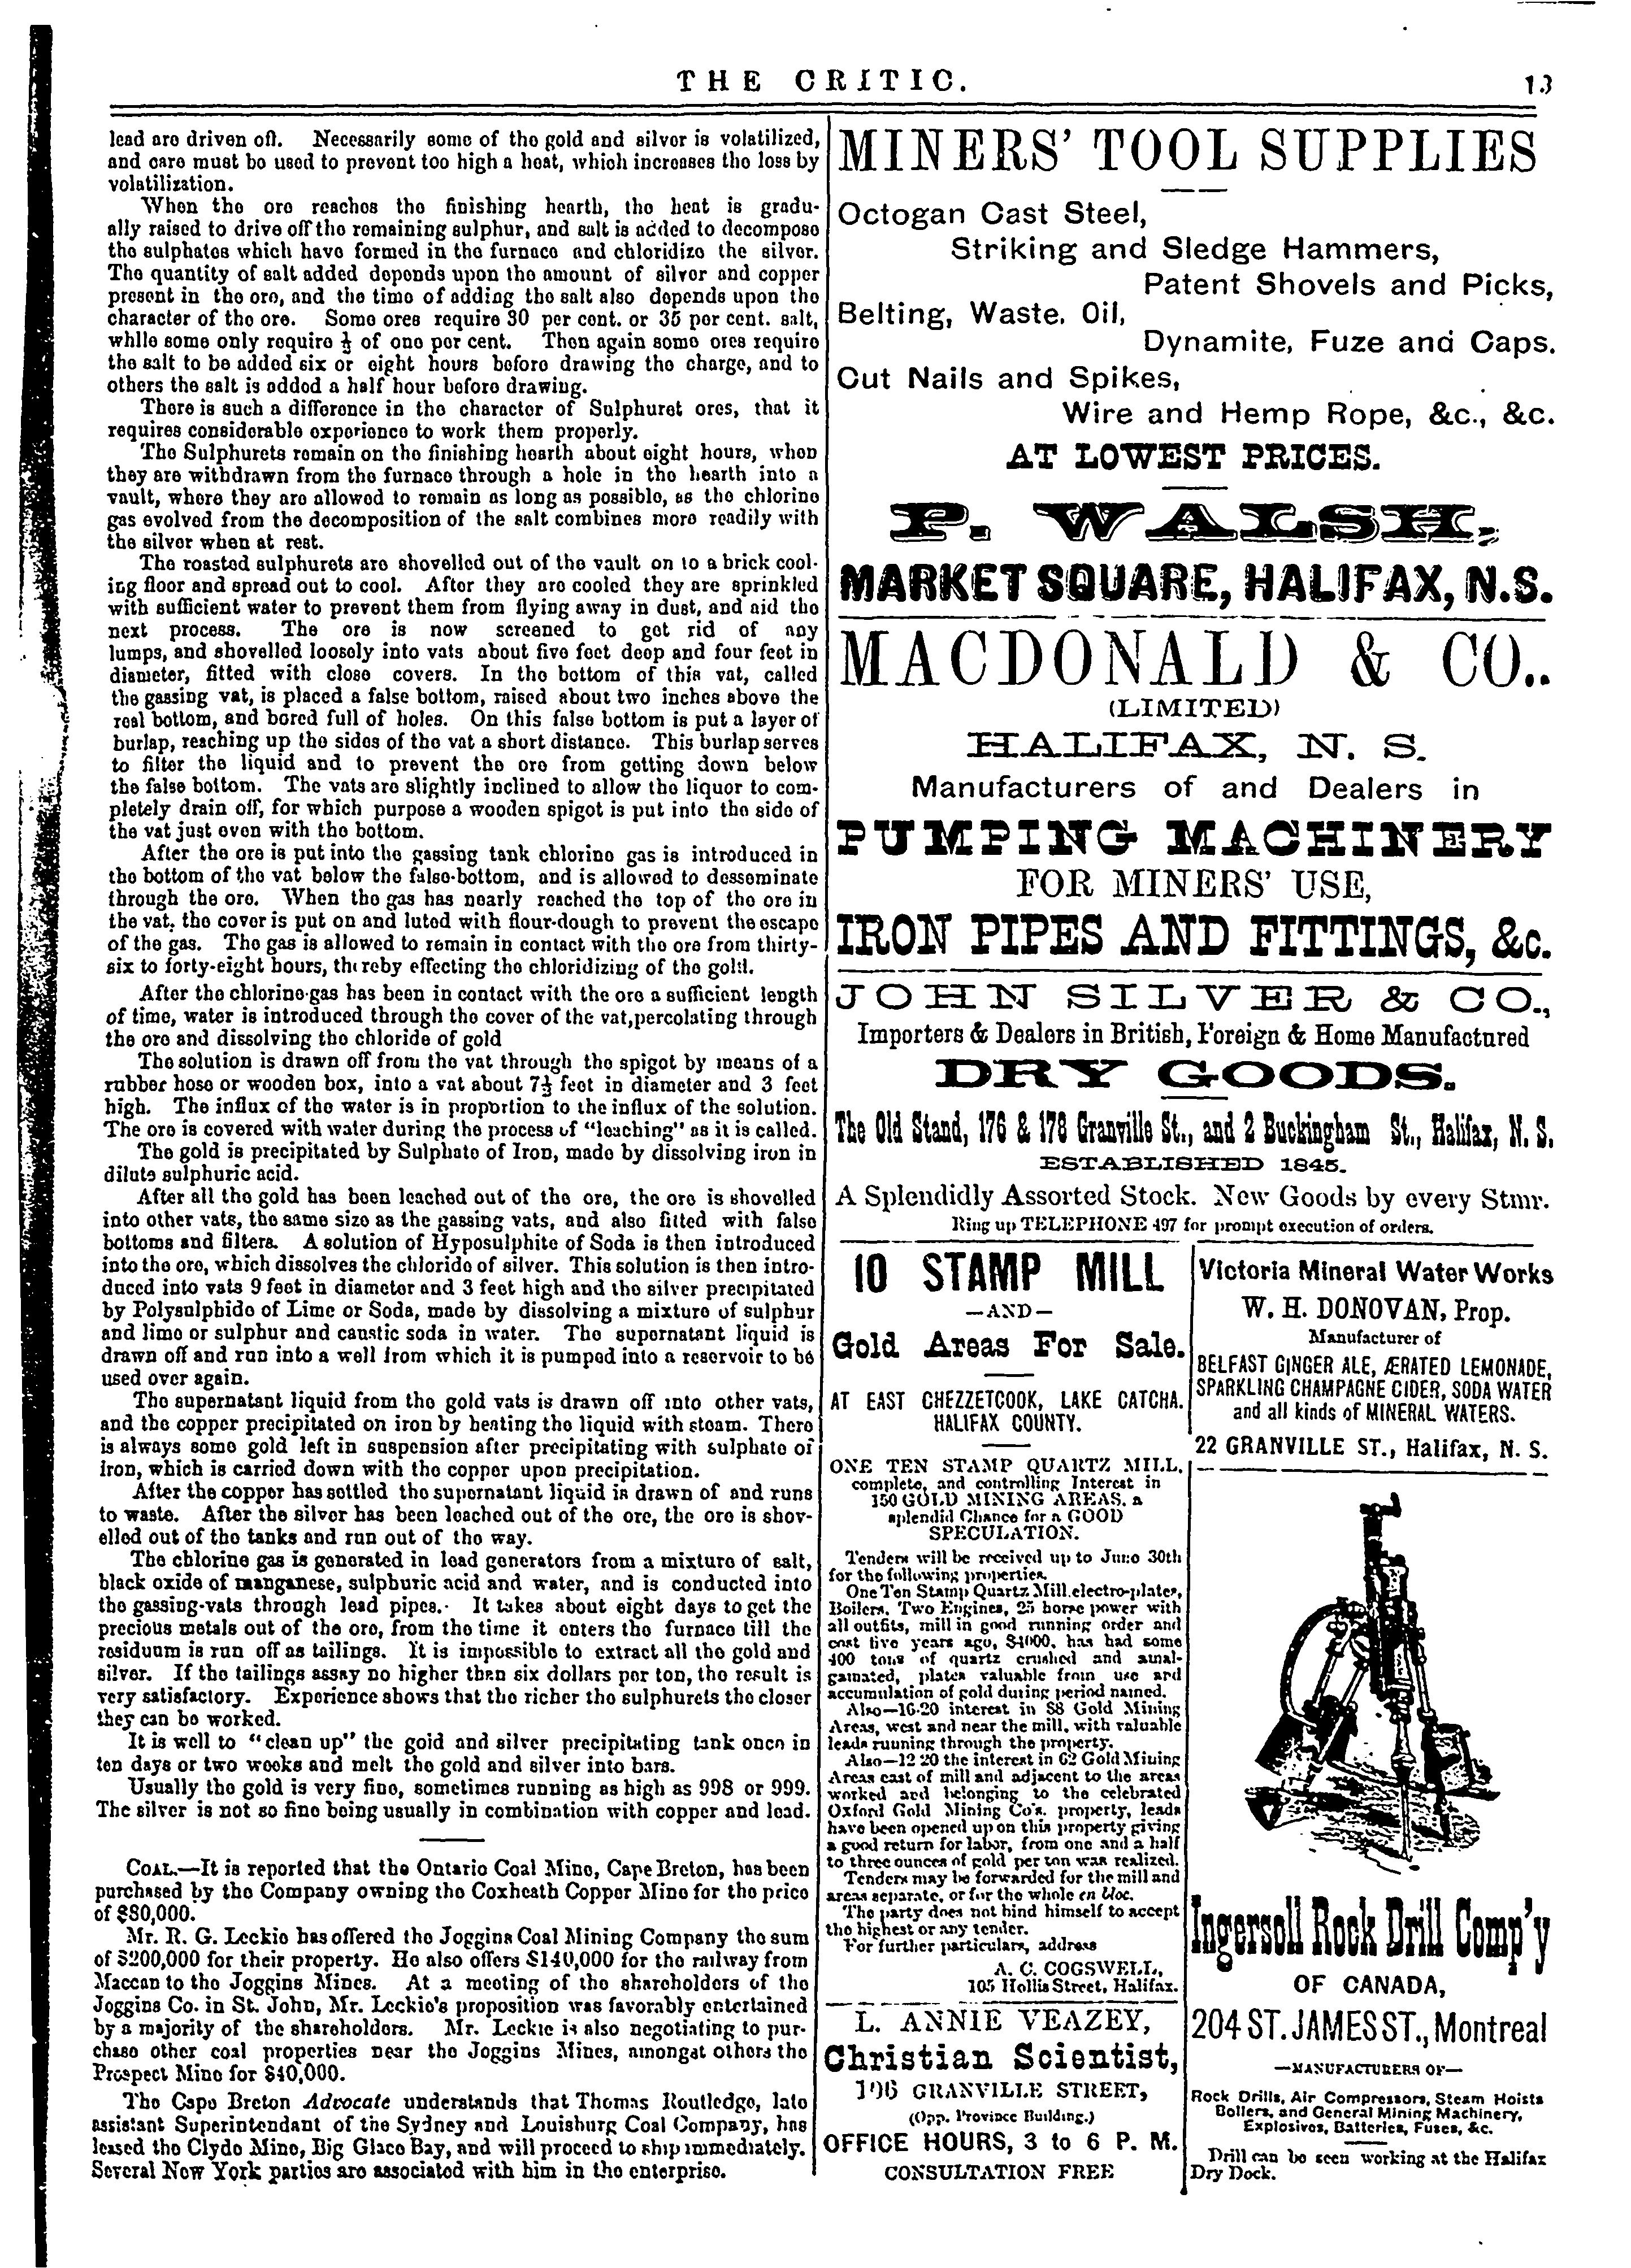 THE CRITIC.
13
lead are driven off. Necessarily some of the gold and silver is volatilized,
and care must be used to prevent too high a heat, which increases the loss by
volatilization.
When the ore reaches the finishing hearth, the heat is gradu-
ally raised to drive off the remaining sulphur, and salt is added to decompose
the sulphates which have formed in the furnace and chloridize the silver.
The quantity of salt added depends upon the amount of silver and copper
present in the ore, and the time of adding the salt also depends upon the
character of the ore. Some ores require 30 per cent. or 35 per cent. salt,
while some only require ½ of one per cent. Then again some ores require
the salt to be added six or eight hours before drawing the charge, and to
others the salt is added a half hour before drawing.
There is such a difference in the character of Sulphuret ores, that it
requires considerable experience to work them properly.
The Sulphurets remain on the finishing hearth about eight hours, when
they are withdrawn from the furnace through a hole in the hearth into a
vault, where they are allowed to remain as long as possible, as the chlorine
gas evolved from the decomposition of the salt combines more readily with
the silver when at rest.
The roasted sulphurets are shovelled out of the vault on to a brick cool-
ing floor and spread out to cool. After they are cooled they are sprinkled
with sufficient water to prevent them from flying away in dust, and aid the
next process. The ore is now screened to get rid of any
lumps, and shovelled loosely into vats about five feet deep and four feet in
diameter, fitted with close covers. In the bottom of this vat, called
the gassing vat, is placed a false bottom, raised about two inches above the
real bottom, and bored full of holes. On this false bottom is put a layer of
burlap, reaching up the sides of the vat a short distance. This burlap serves
to filter the liquid and to prevent the ore from getting down below
the false bottom. The vats are slightly inclined to allow the liquor to com-
pletely drain off, for which purpose a wooden spigot is put into the side of
the vat just even with the bottom.
After the ore is put into the gassing tank chlorine gas is introduced in
the bottom of the vat below the false-bottom, and is allowed to desseminate
through the ore. When the gas has nearly reached the top of the ore in
the vat, the cover is put on and luted with flour-dough to prevent the escape
of the gas. The gas is allowed to remain in contact with the ore from thirty-
six to forty-eight hours, thereby effecting the chloridizing of the gold.
After the chlorine-gas has been in contact with the ore a sufficient length
of time, water is introduced through the cover of the vat, percolating through
the ore and dissolving the chloride of gold
The solution is drawn off from the vat through the spigot by means of a
rubber hose or wooden box, into a vat about 7½ feet in diameter and 3 feet
high. The influx of the water is in proportion to the influx of the solution.
The ore is covered with water during the process of "leaching" as it is called.
The gold is precipitated by Sulphate of Iron, made by dissolving iron in
dilute sulphuric acid.
After all the gold has been leached out of the ore, the ore is shovelled
into other vats, the same size as the gassing vats, and also fitted with false
bottoms and filters. A solution of Hyposulphite of Soda is then introduced
into the ore, which dissolves the chloride of silver. This solution is then intro-
duced into vats 9 feet in diameter and 3 feet high and the silver precipitated
by Polysulphide of Lime or Soda, made by dissolving a mixture of sulphur
and lime or sulphur and caustic soda in water. The supernatant liquid is
drawn off and run into a well from which it is pumped into a reservoir to be
used over again.
The supernatant liquid from the gold vats is drawn off into other vats,
and the copper precipitated on iron by heating the liquid with steam. There
is always some gold left in suspension after precipitating with sulphate of
iron, which is carried down with the copper upon precipitation.
After the copper has settled the supernatant liquid is drawn of and runs
to waste. After the silver has been leached out of the ore, the ore is shov-
elled out of the tanks and run out of the way.
The chlorine gas is generated in lead generators from a mixture of salt,
black oxide of manganese, sulphuric acid and water, and is conducted into
the gassing-vats through lead pipes. It takes about eight days to get the
precious metals out of the ore, from the time it enters the furnace till the
residuum is run off as tailings. It is impossible to extract all the gold and
silver. If the tailings assay no higher than six dollars per ton, the result is
very satisfactory. Experience shows that the richer the sulphurets the closer
they can be worked.
It is well to "clean up" the gold and silver precipitating tank once in
ten days or two weeks and melt the gold and silver into bars.
Usually the gold is very fine, sometimes running as high as 998 or 999.
The silver is not so fine being usually in combination with copper and lead.
COAL.—It is reported that the Ontario Coal Mine, Cape Breton, has been
purchased by the Company owning the Coxheath Copper Mine for the price
of $80,000.
Mr. R. G. Leckie has offered the Joggins Coal Mining Company the sum
of $200,000 for their property. He also offers $140,000 for the railway from
Maccan to the Joggins Mines. At a meeting of the shareholders of the
Joggins Co. in St. John, Mr. Leckie's proposition was favorably entertained
by a majority of the shareholders. Mr. Leckie is also negotiating to pur-
chase other coal properties near the Joggins Mines, amongst others the
Prospect Mine for $40,000.
The Cape Breton Advocate understands that Thomas Routledge, late
assistant Superintendant of the Sydney and Louisburg Coal Company, has
leased the Clyde Mine, Big Glace Bay, and will proceed to ship immediately.
Several New York parties are associated with him in the enterprise.
MINERS' TOOL SUPPLIES
Octogan Cast Steel,
Striking and Sledge Hammers,
Patent Shovels and Picks,
Belting, Waste, Oil,
Dynamite, Fuze and Caps.
Cut Nails and Spikes,
Wire and Hemp Rope, &c., &c.
AT LOWEST PRICES.
P. WALSH,
MARKET SQUARE, HALIFAX, N.S.
MACDONALD & CO..
(LIMITED)
HALIFAX, N. S.
Manufacturers of and Dealers in
PUMPING MACHINERY
FOR MINERS' USE,
IRON PIPES AND FITTINGS, &c.
JOHN SILVER & CO.,
Importers & Dealers in British, Foreign & Home Manufactured
DRY GOODS.
The Old Stand, 176 & 178 Granville St., and 2 Buckingham St., Halifax, N. S.
ESTABLISHED 1845.
A Splendidly Assorted Stock. New Goods by every Stmr.
Ring up TELEPHONE 497 for prompt execution of orders.
10 STAMP MILL
—AND—
Gold Areas For Sale.
AT EAST CHEZZETCOOK, LAKE CATCHA.
HALIFAX COUNTY.
ONE TEN STAMP QUARTZ MILL,
complete, and controlling Interest in
150 GOLD MINING AREAS, a
splendid Chance for a GOOD
SPECULATION.
Tenders will be received up to June 30th
for the following properties.
One Ten Stamp Quartz Mill, electro-plates,
Boilers, Two Engines, 25 horse power with
all outfits, mill in good running order and
cost five years ago, $4000, has had some
400 tons of quartz crushed and amal-
gamated, plates valuable from use and
accumulation of gold during period named.
Also—16-20 interest in 88 Gold Mining
Areas, west and near the mill, with valuable
leads running through the property.
Also—12 20 the interest in 62 Gold Mining
Areas east of mill and adjacent to the areas
worked and belonging to the celebrated
Oxford Gold Mining Co's. property, leads
have been opened up on this property giving
a good return for labor, from one and a half
to three ounces of gold per ton was realized.
Tenders may be forwarded for the mill and
areas separate, or for the whole en bloc.
The party does not bind himself to accept
the highest or any tender.
For further particulars, address
A. C. COGSWELL,
105 Hollis Street, Halifax.
L. ANNIE VEAZEY,
Christian Scientist,
196 GRANVILLE STREET,
(Opp. Province Building.)
OFFICE HOURS, 3 to 6 P. M.
CONSULTATION FREE
Victoria Mineral Water Works
W. H. DONOVAN, Prop.
Manufacturer of
BELFAST GINGER ALE, ÆRATED LEMONADE,
SPARKLING CHAMPAGNE CIDER, SODA WATER
and all kinds of MINERAL WATERS.
22 GRANVILLE ST., Halifax, N. S.
Ingersoll Rock Drill Comp'y
OF CANADA,
204 ST. JAMES ST., Montreal
—MANUFACTURERS OF—
Rock Drills, Air Compressors, Steam Hoists
Boilers, and General Mining Machinery,
Explosives, Batteries, Fuses, &c.
Drill can be seen working at the Halifax
Dry Dock.